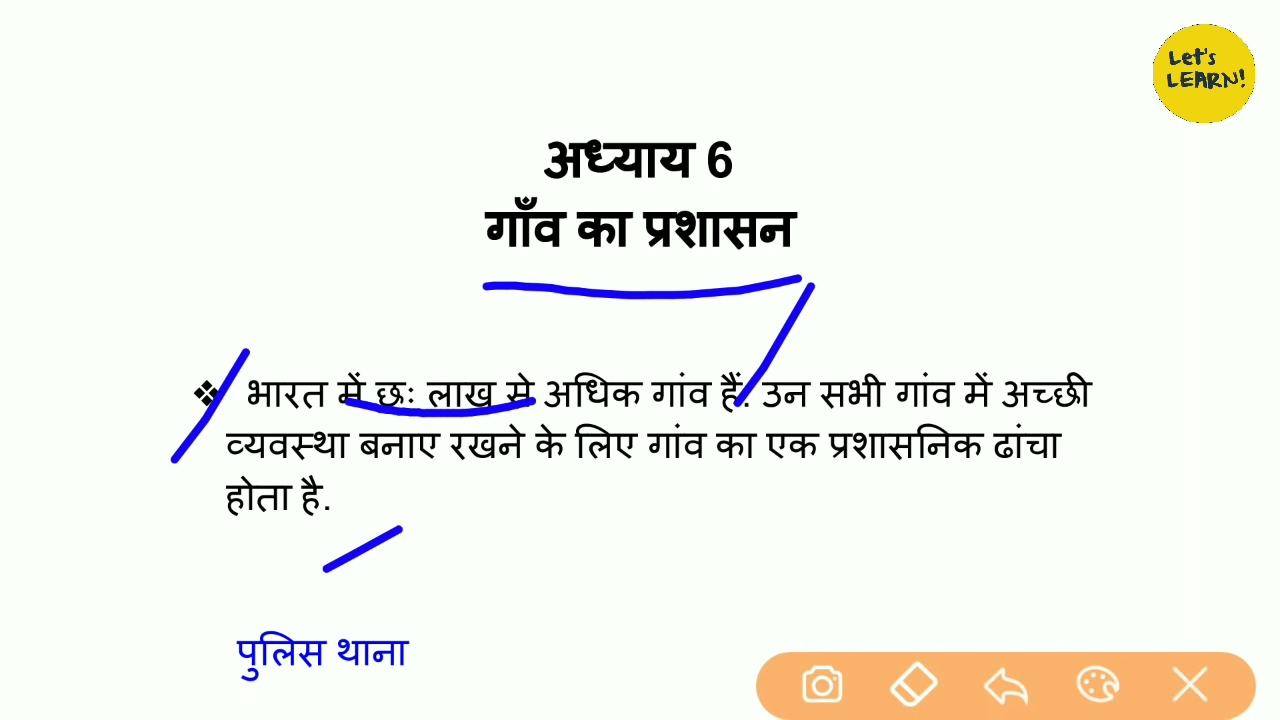 Let's
LEARN!
अध्याय 6
गाँव का प्रशासन
❖ भारत में छः लाख से अधिक गांव हैं. उन सभी गांव में अच्छी
व्यवस्था बनाए रखने के लिए गांव का एक प्रशासनिक ढांचा
होता है.
पुलिस थाना